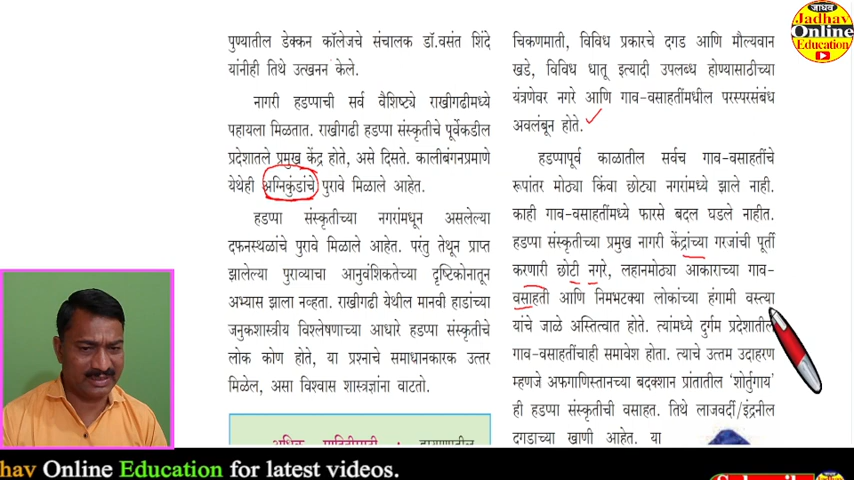 पुण्यातील डेक्कन कॉलेजचे संचालक डॉ.वसंत शिंदे
यांनीही तिथे उत्खनन केले.
नागरी हडप्पाची सर्व वैशिष्ट्ये राखीगढीमध्ये
पहायला मिळतात. राखीगढी हडप्पा संस्कृतीचे पूर्वेकडील
प्रदेशातले प्रमुख केंद्र होते, असे दिसते. कालीबंगनप्रमाणे
येथेही अग्निकुंडांचे पुरावे मिळाले आहेत.
हडप्पा संस्कृतीच्या नगरांमधून असलेल्या
दफनस्थळांचे पुरावे मिळाले आहेत. परंतु तेथून प्राप्त
झालेल्या पुराव्याचा आनुवंशिकतेच्या दृष्टिकोनातून
अभ्यास झाला नव्हता. राखीगढी येथील मानवी हाडांच्या
जनुकशास्त्रीय विश्लेषणाच्या आधारे हडप्पा संस्कृतीचे
लोक कोण होते, या प्रश्नाचे समाधानकारक उत्तर
मिळेल, असा विश्वास शास्त्रज्ञांना वाटतो.
चिकणमाती, विविध प्रकारचे दगड आणि मौल्यवान
खडे, विविध धातू इत्यादी उपलब्ध होण्यासाठीच्या
यंत्रणेवर नगरे आणि गाव-वसाहतींमधील परस्परसंबंध
अवलंबून होते.
हडप्पापूर्व काळातील सर्वच गाव-वसाहतींचे
रूपांतर मोठ्या किंवा छोट्या नगरांमध्ये झाले नाही.
काही गाव-वसाहतींमध्ये फारसे बदल घडले नाहीत.
हडप्पा संस्कृतीच्या प्रमुख नागरी केंद्रांच्या गरजांची पूर्ती
करणारी छोटी नगरे, लहानमोठ्या आकाराच्या गाव-
वसाहती आणि निमभटक्या लोकांच्या हंगामी वस्त्या
यांचे जाळे अस्तित्वात होते. त्यांमध्ये दुर्गम प्रदेशातील
गाव-वसाहतींचाही समावेश होता. त्याचे उत्तम उदाहरण
म्हणजे अफगाणिस्तानच्या बदक्शान प्रांतातील 'शोर्तुगाय'
ही हडप्पा संस्कृतीची वसाहत. तिथे लाजवर्दी/इंद्रनील
दगडाच्या खाणी आहेत. या
जाधव
Jadhav
Online
Education
hav Online Education for latest videos.